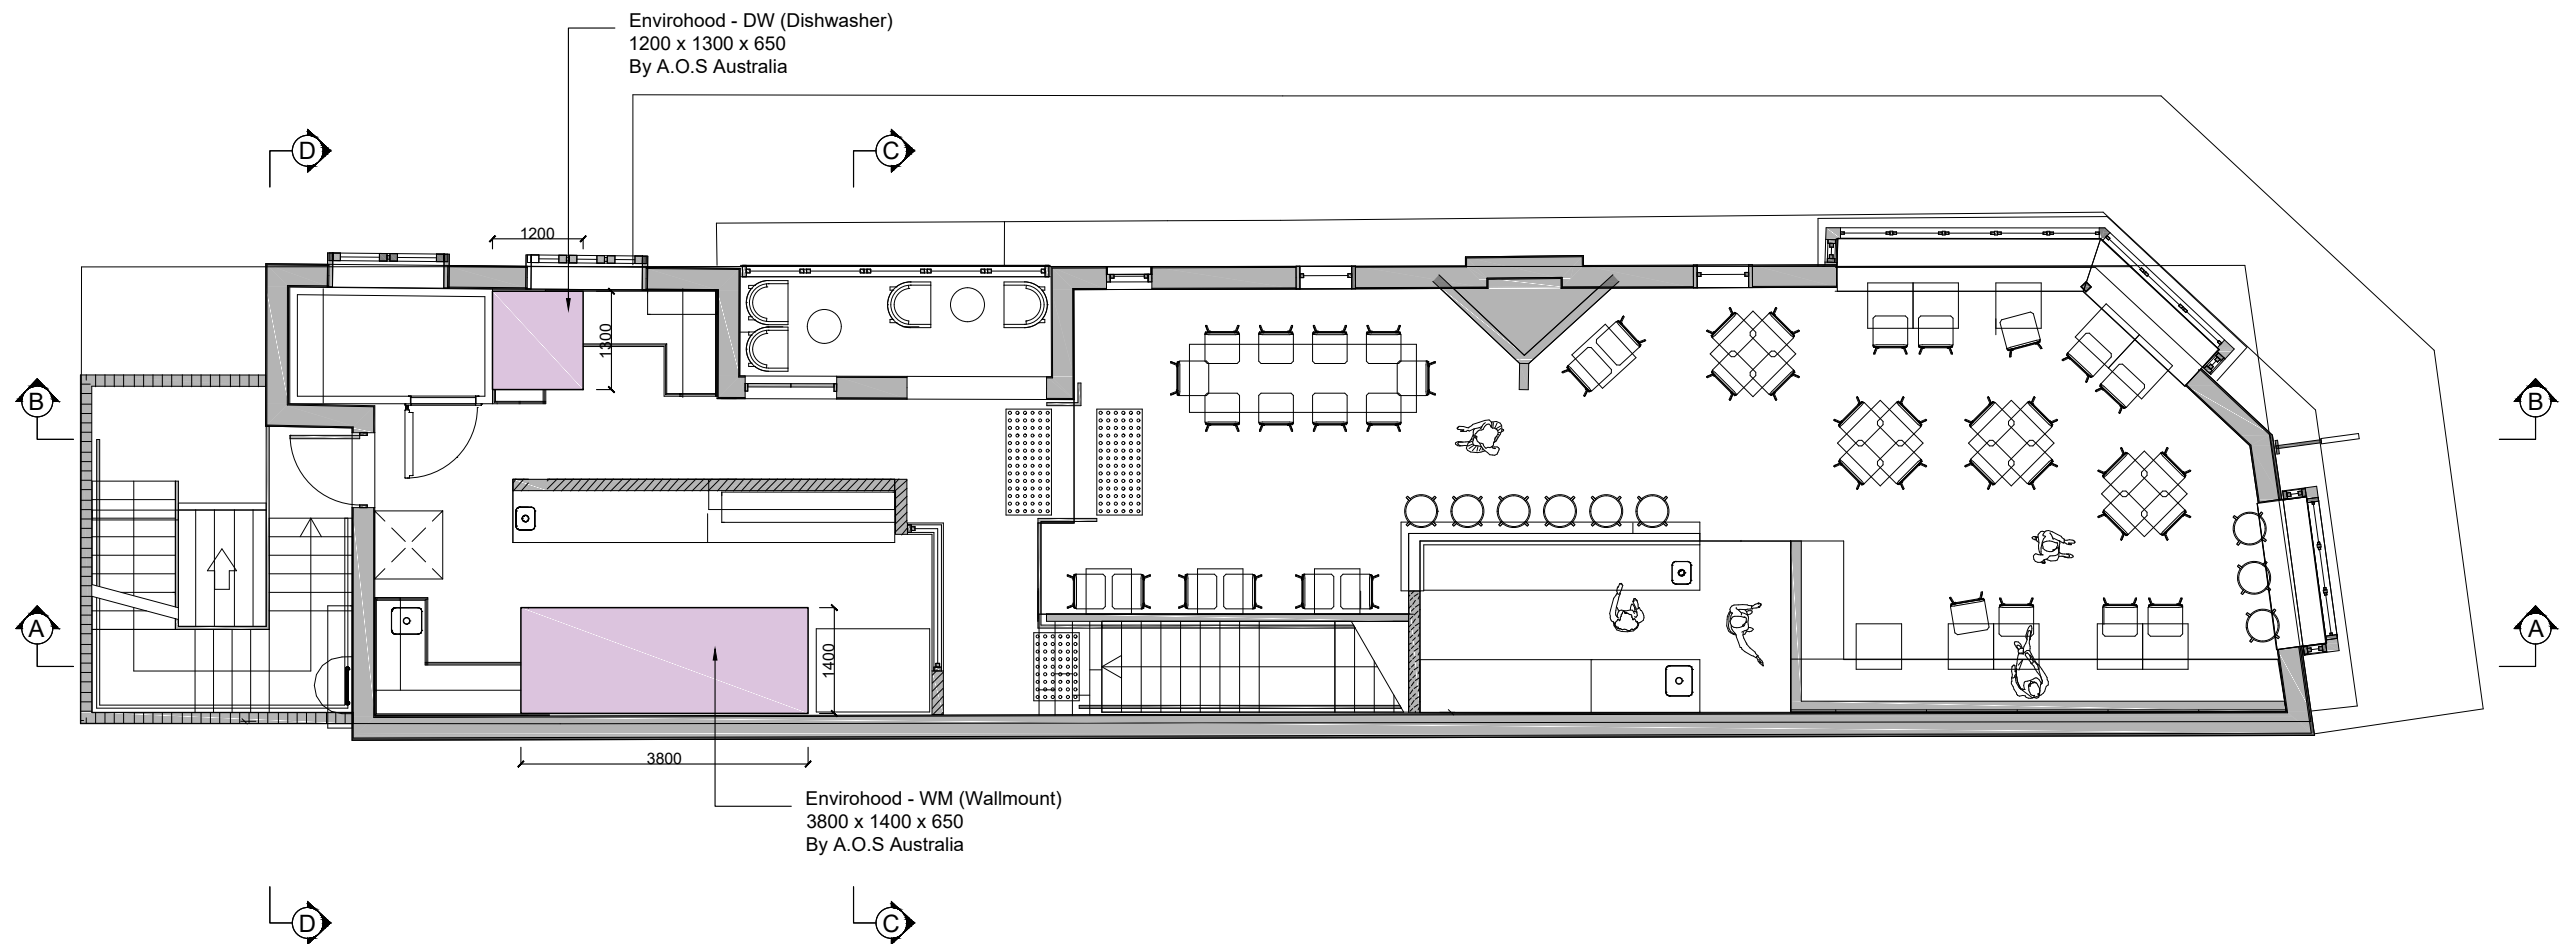 Envirohood - DW (Dishwasher)
1200 x 1300 x 650
By A.O.S Australia
D
C
1200
1300
B
B
A
A
1400
3800
Envirohood - WM (Wallmount)
3800 x 1400 x 650
By A.O.S Australia
D
C